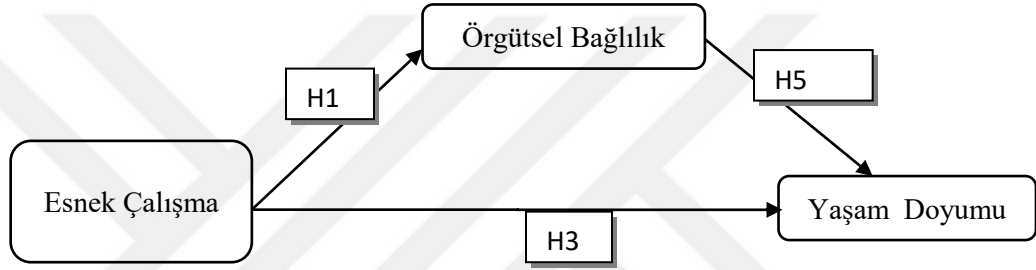 Örgütsel Bağlılık
H1
H5
Esnek Çalışma
Yaşam Doyumu
H3